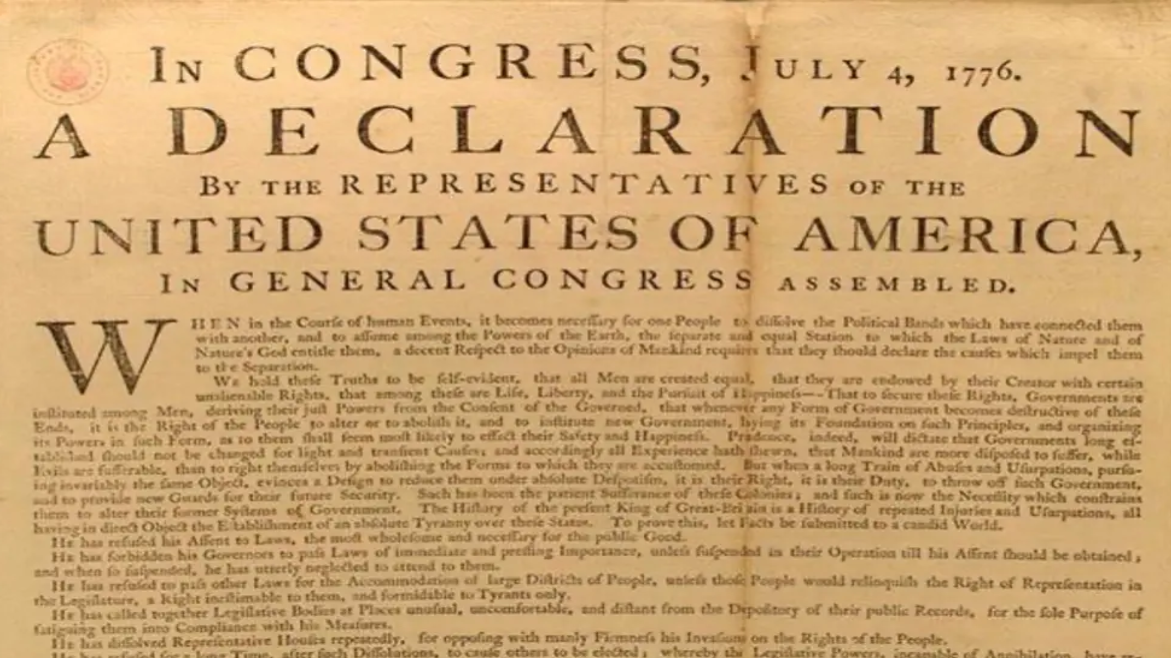 IN CONGRESS, JULY 4, 1776.
A DECLARATION
BY THE REPRESENTATIVES OF THE
UNITED STATES OF AMERICA,
IN GENERAL CONGRESS ASSEMBLED.
WHEN in the Courſe of human Events, it becomes neceſſary for one People to diſſolve the Political Bands which have connected them
with another, and to aſſume among the Powers of the Earth, the ſeparate and equal Station to which the Laws of Nature and of
Nature's God entitle them, a decent Reſpect to the Opinions of Mankind requires that they ſhould declare the cauſes which impel them
to the Separation.
We hold theſe Truths to be ſelf-evident, that all Men are created equal, that they are endowed by their Creator with certain
unalienable Rights, that among theſe are Life, Liberty, and the Purſuit of Happineſs—-That to ſecure theſe Rights, Governments are
inſtituted among Men, deriving their juſt Powers from the Conſent of the Governed, that whenever any Form of Government becomes deſtructive of theſe
Ends, it is the Right of the People to alter or to aboliſh it, and to inſtitute new Government, laying its Foundation on ſuch Principles, and organizing
its Powers in ſuch Form, as to them ſhall ſeem moſt likely to effect their Safety and Happineſs. Prudence, indeed, will dictate that Governments long eſ-
tabliſhed ſhould not be changed for light and tranſient Cauſes; and accordingly all Experience hath ſhewn, that Mankind are more diſpoſed to ſuffer, while
Evils are ſufferable, than to right themſelves by aboliſhing the Forms to which they are accuſtomed. But when a long Train of Abuſes and Uſurpations, purſu-
ing invariably the ſame Object, evinces a Deſign to reduce them under abſolute Deſpotiſm, it is their Right, it is their Duty, to throw off ſuch Government,
and to provide new Guards for their future Security. Such has been the patient Sufferance of theſe Colonies; and ſuch is now the Neceſſity which conſtrains
them to alter their former Syſtems of Government. The Hiſtory of the preſent King of Great-Britain is a Hiſtory of repeated Injuries and Uſurpations, all
having in direct Object the Eſtabliſhment of an abſolute Tyranny over theſe States. To prove this, let Facts be ſubmitted to a candid World.
HE has refuſed his Aſſent to Laws, the moſt wholeſome and neceſſary for the public Good.
HE has forbidden his Governors to paſs Laws of immediate and preſſing Importance, unleſs ſuſpended in their Operation till his Aſſent ſhould be obtained;
and when ſo ſuſpended, he has utterly neglected to attend to them.
HE has refuſed to paſs other Laws for the Accommodation of large Diſtricts of People, unleſs thoſe People would relinquiſh the Right of Representation in
the Legiſlature, a Right ineſtimable to them, and formidable to Tyrants only.
HE has called together Legiſlative Bodies at Places unuſual, uncomfortable, and diſtant from the Depoſitory of their public Records, for the ſole Purpoſe of
fatiguing them into Compliance with his Meaſures.
HE has diſſolved Repreſentative Houſes repeatedly, for oppoſing with manly Firmneſs his Invaſions on the Rights of the People.
HE has refuſed for a long Time, after ſuch Diſſolutions, to cauſe others to be elected; whereby the Legiſlative Powers, incapable of Annihilation, have re-